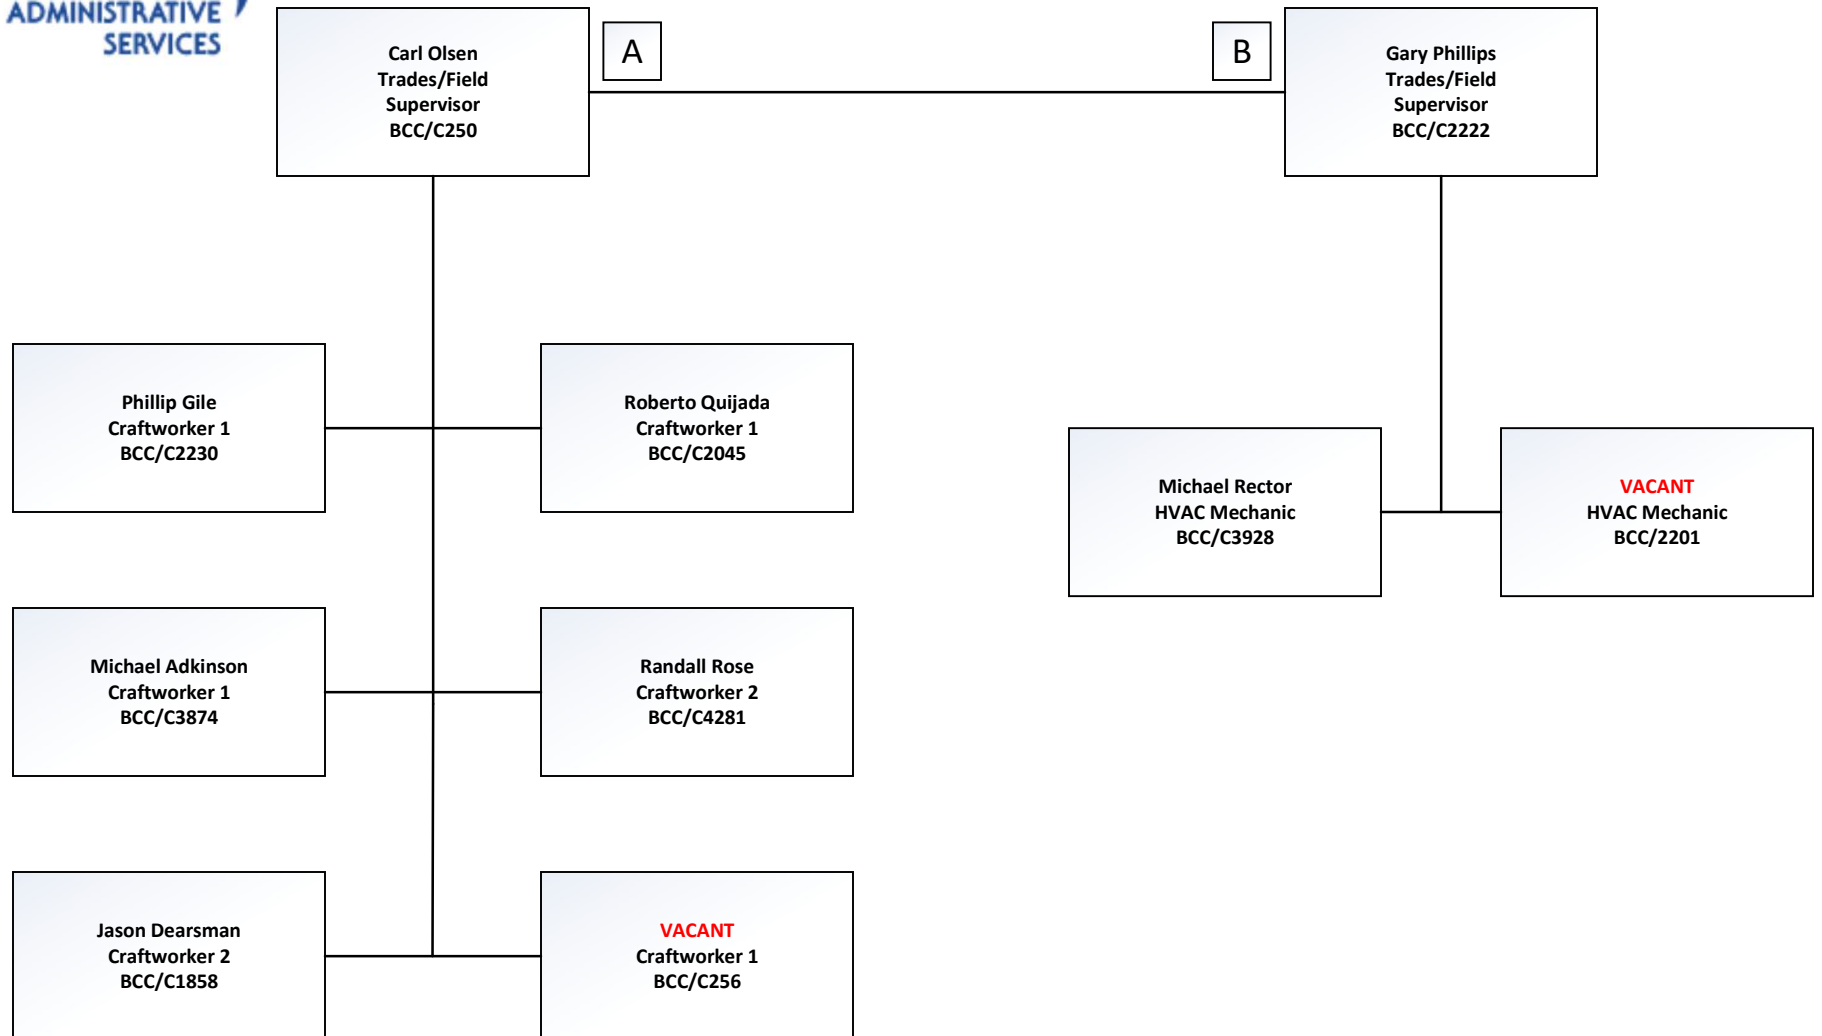 ADMINISTRATIVE
SERVICES
Carl Olsen
Trades/Field
Supervisor
BCC/C250
A
B
Gary Phillips
Trades/Field
Supervisor
BCC/C2222
Phillip Gile
Craftworker 1
BCC/C2230
Roberto Quijada
Craftworker 1
BCC/C2045
Michael Rector
HVAC Mechanic
BCC/C3928
VACANT
HVAC Mechanic
BCC/2201
Michael Adkinson
Craftworker 1
BCC/C3874
Randall Rose
Craftworker 2
BCC/C4281
Jason Dearsman
Craftworker 2
BCC/C1858
VACANT
Craftworker 1
BCC/C256